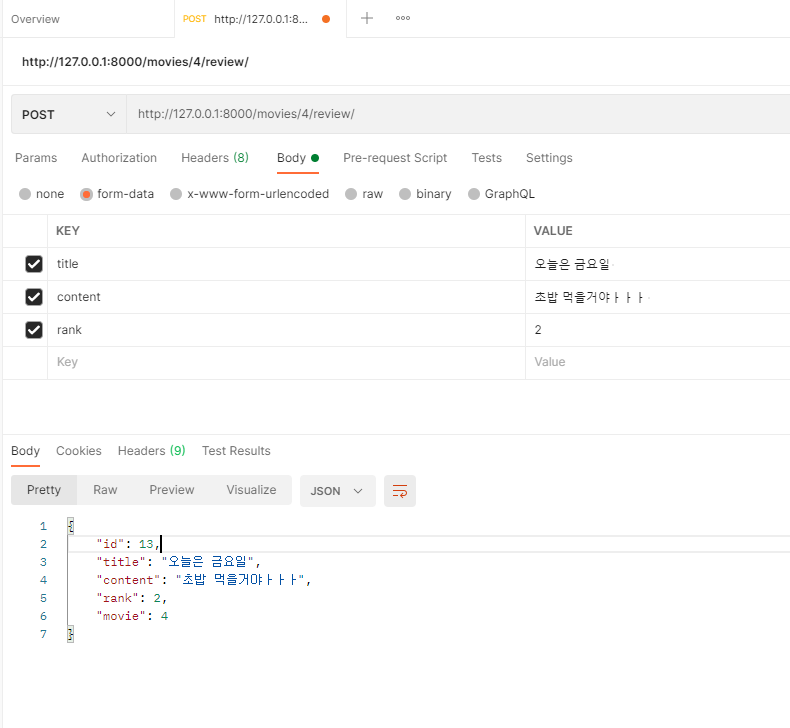 Overview POST http://127.0.0.1:8...
http://127.0.0.1:8000/movies/4/review/
POST http://127.0.0.1:8000/movies/4/review/
Params Authorization Headers (8) Body Pre-request Script Tests Settings
none form-data x-www-form-urlencoded raw binary GraphQL
KEY VALUE
title 오늘은 금요일
content 초밥 먹을거야ㅏㅏㅏ
rank 2
Key Value
Body Cookies Headers (9) Test Results
Pretty Raw Preview Visualize JSON
1 {
2 "id": 13,
3 "title": "오늘은 금요일",
4 "content": "초밥 먹을거야ㅏㅏㅏ",
5 "rank": 2,
6 "movie": 4
7 }